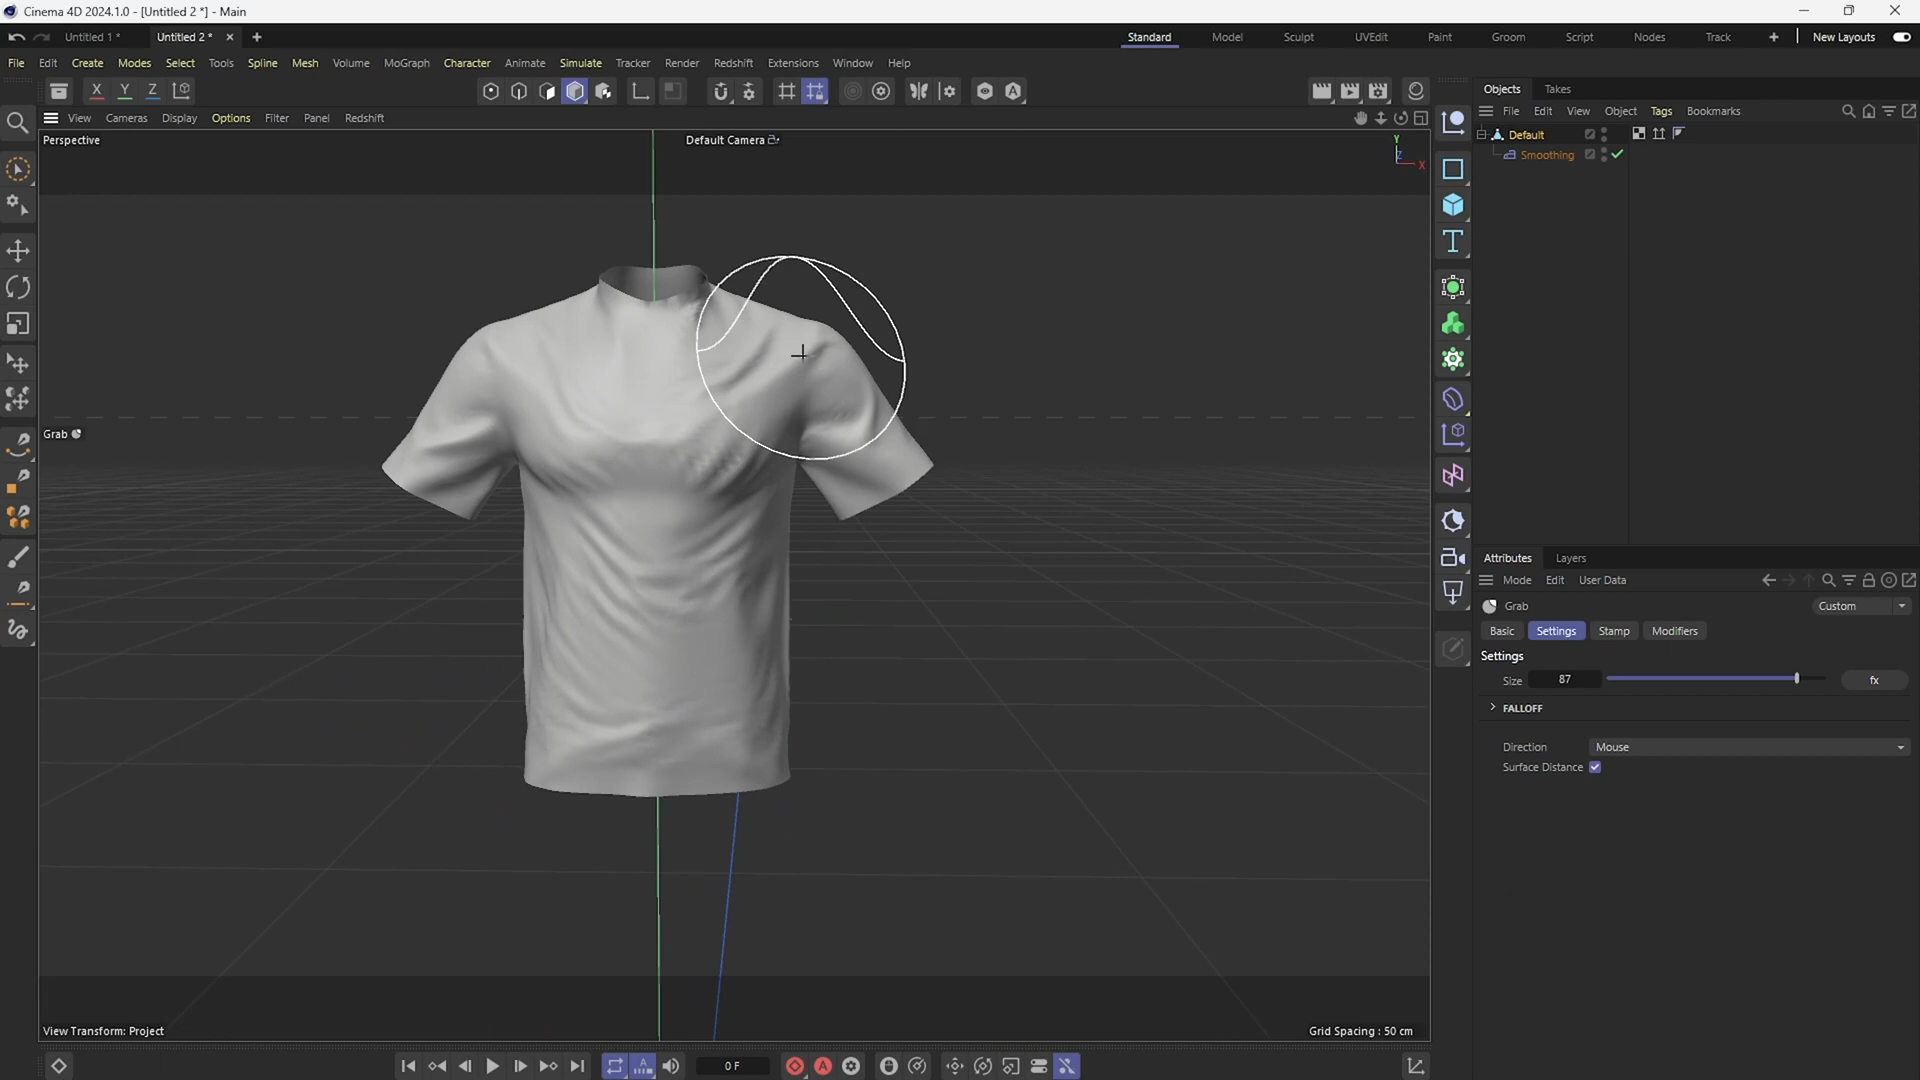 Cinema 4D 2024.1.0 - [Untitled 2 *] - Main
Untitled 1 * Untitled 2 * Standard Model Sculpt UVEdit Paint Groom Script Nodes Track New Layouts
File Edit Create Modes Select Tools Spline Mesh Volume MoGraph Character Animate Simulate Tracker Render Redshift Extensions Window Help
X Y Z
Objects Takes
File Edit View Object Tags Bookmarks
View Cameras Display Options Filter Panel Redshift
Perspective
Default Camera
Y
Z
X
Default
Smoothing
Grab
Attributes Layers
Mode Edit User Data
Grab Custom
Basic Settings Stamp Modifiers
Settings
Size 87 fx
FALLOFF
Direction Mouse
Surface Distance
View Transform: Project
Grid Spacing : 50 cm
0 F